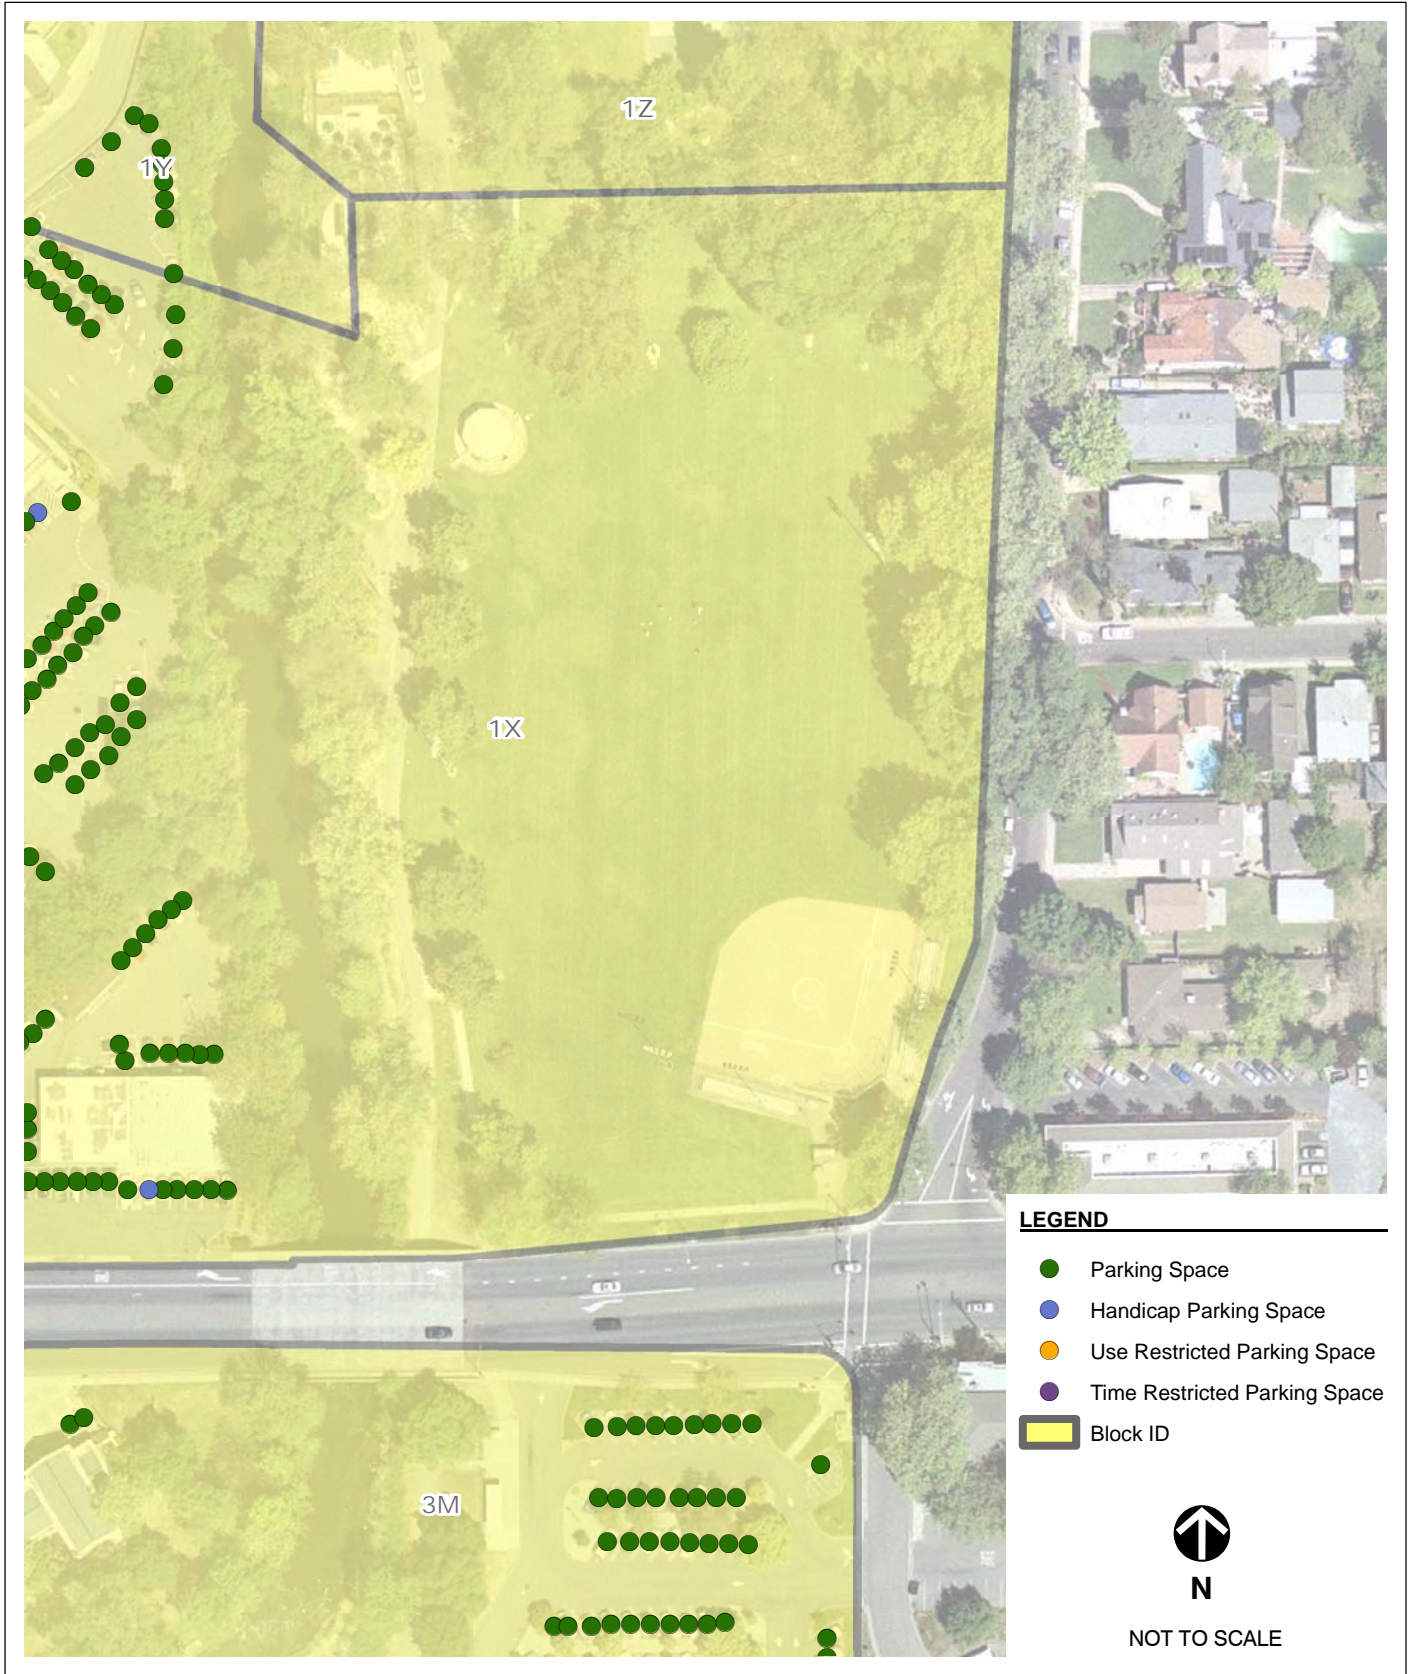 1Z
1Y
1X
3M
LEGEND
Parking Space
Handicap Parking Space
Use Restricted Parking Space
Time Restricted Parking Space
Block ID
N
NOT TO SCALE